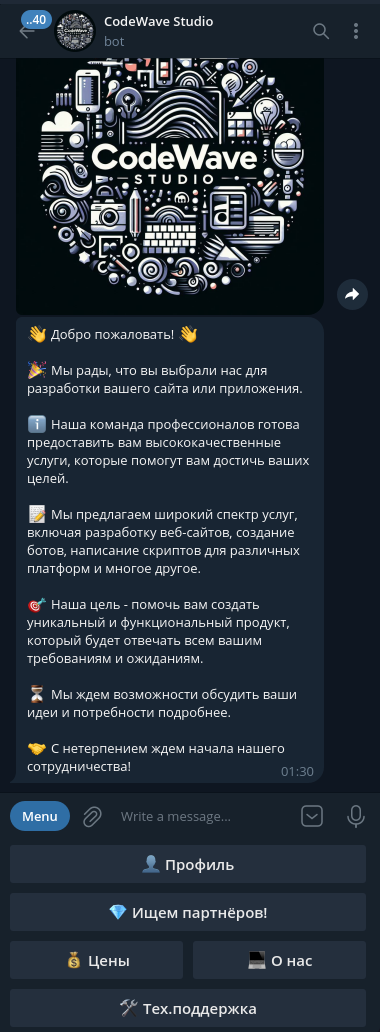 ..40
CodeWave Studio
bot
CodeWave
STUDIO
👋 Добро пожаловать! 👋
🎉 Мы рады, что вы выбрали нас для
разработки вашего сайта или приложения.
ℹ️ Наша команда профессионалов готова
предоставить вам высококачественные
услуги, которые помогут вам достичь ваших
целей.
📝 Мы предлагаем широкий спектр услуг,
включая разработку веб-сайтов, создание
ботов, написание скриптов для различных
платформ и многое другое.
🎯 Наша цель - помочь вам создать
уникальный и функциональный продукт,
который будет отвечать всем вашим
требованиям и ожиданиям.
⏳ Мы ждем возможности обсудить ваши
идеи и потребности подробнее.
🤝 С нетерпением ждем начала нашего
сотрудничества!
01:30
Menu
Write a message...
👤 Профиль
💎 Ищем партнёров!
💰 Цены
💻 О нас
🛠 Тех.поддержка